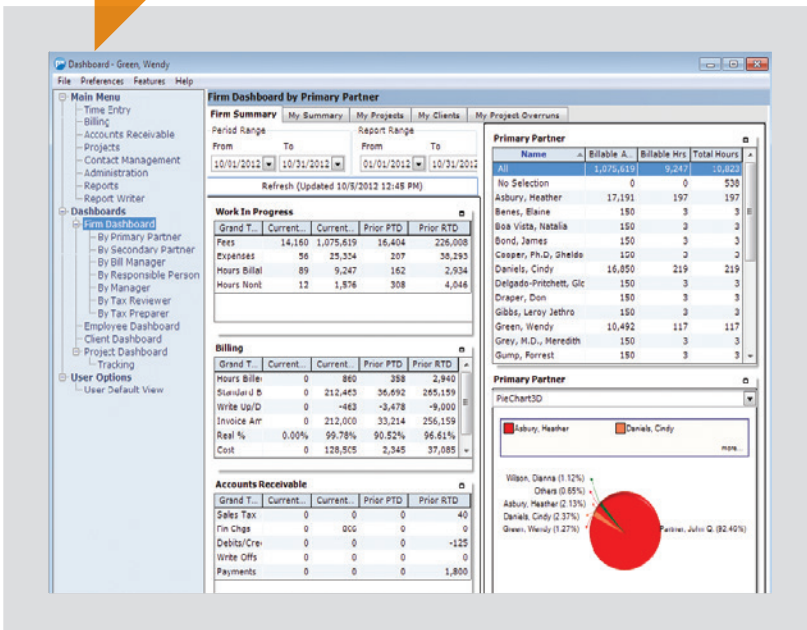 Dashboard - Green, Wendy
File Preferences Features Help
Main Menu
Time Entry
Billing
Accounts Receivable
Projects
Contact Management
Administration
Reports
Report Writer
Dashboards
Firm Dashboard
By Primary Partner
By Secondary Partner
By Bill Manager
By Responsible Person
By Manager
By Tax Reviewer
By Tax Preparer
Employee Dashboard
Client Dashboard
Project Dashboard
Tracking
User Options
User Default View
Firm Dashboard by Primary Partner
Firm Summary My Summary My Projects My Clients My Project Overruns
Period Range Report Range
From To From To
10/01/2012 10/31/2012 01/01/2012 10/31/2012
Refresh (Updated 10/5/2012 12:45 PM)
Work In Progress
Grand T... Current... Current... Prior PTD Prior RTD
Fees 14,160 1,075,619 16,404 226,008
Expenses 56 25,334 207 38,293
Hours Billal 89 9,247 162 2,934
Hours Nonb 12 1,576 308 4,046
Billing
Grand T... Current... Current... Prior PTD Prior RTD
Hours Bille 0 860 358 2,940
Standard B 0 212,463 36,692 265,159
Write Up/D 0 -463 -3,478 -9,000
Invoice Am 0 212,000 33,214 256,159
Real % 0.00% 99.78% 90.52% 96.61%
Cost 0 128,505 2,345 37,085
Accounts Receivable
Grand T... Current... Current... Prior PTD Prior RTD
Sales Tax 0 0 0 40
Fin Chgs 0 0 0
Debits/Cre 0 0 0 -125
Write Offs 0 0 0 0
Payments 0 0 0 1,800
Primary Partner
Name Billable A... Billable Hrs Total Hours
All 1,075,619 9,247 10,823
No Selection 0 0 538
Asbury, Heather 17,191 197 197
Benes, Elaine 150 3 3
Boa Vista, Natalia 150 3 3
Bond, James 150 3 3
Cooper, Ph.D, Sheldo 150 3 3
Daniels, Cindy 16,850 219 219
Delgado-Pritchett, Glc 150 3 3
Draper, Don 150 3 3
Gibbs, Leroy Jethro 150 3 3
Green, Wendy 10,492 117 117
Grey, M.D., Meredith 150 3 3
Gump, Forrest 150 3 3
Primary Partner
PieChart3D
Asbury, Heather Daniels, Cindy
more...
Wilson, Dianna (1.12%)
Others (0.65%)
Asbury, Heather (2.13%)
Daniels, Cindy (2.37%)
Green, Wendy (1.27%)
Partner, John Q. (92.46%)